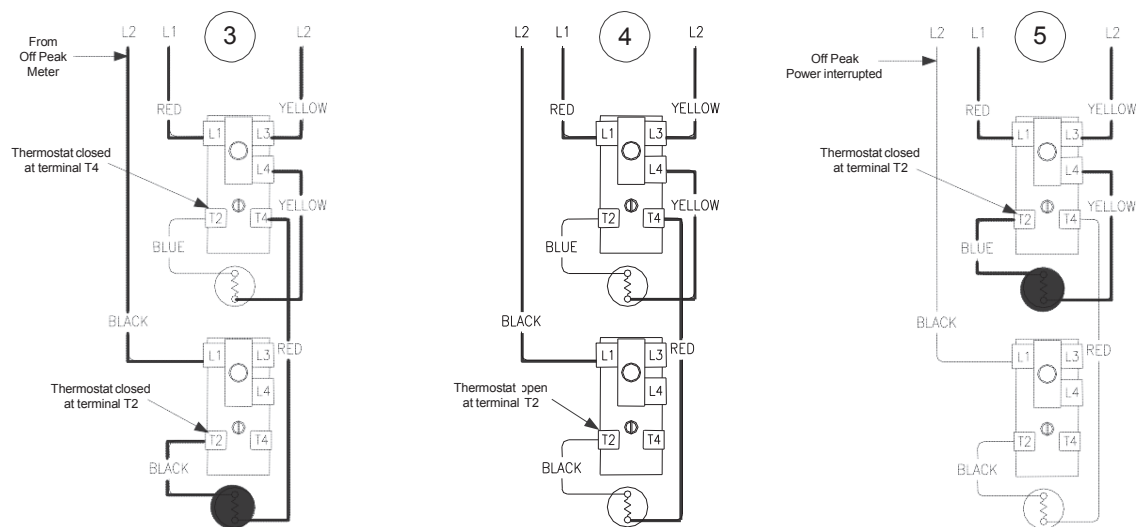 L2 L1 3 L2
From
Off Peak
Meter
RED
YELLOW
L1 L3
L4
Thermostat closed
at terminal T4
T2 T4
YELLOW
BLUE
BLACK
RED
L1 L3
L4
Thermostat closed
at terminal T2
T2 T4
BLACK
L2 L1 4 L2
RED
YELLOW
L1 L3
L4
T2 T4
YELLOW
BLUE
BLACK
RED
L1 L3
L4
Thermostat open
at terminal T2
T2 T4
BLACK
L2 L1 5 L2
Off Peak
Power interrupted
RED
YELLOW
L1 L3
L4
Thermostat closed
at terminal T2
T2 T4
YELLOW
BLUE
BLACK
RED
L1 L3
L4
T2 T4
BLACK